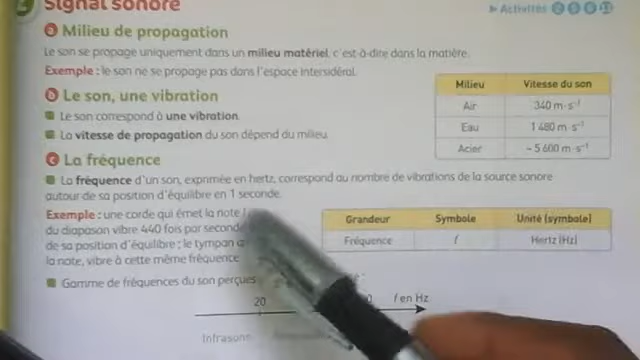 Signal sonore
► Activités
a Milieu de propagation
Le son se propage uniquement dans un milieu matériel, c'est-à-dire dans la matière.
Exemple : le son ne se propage pas dans l'espace intersidéral.
Milieu Vitesse du son
Air 340 m·s⁻¹
Eau 1 480 m·s⁻¹
Acier ~ 5 600 m·s⁻¹
b Le son, une vibration
Le son correspond à une vibration.
La vitesse de propagation du son dépend du milieu.
c La fréquence
La fréquence d'un son, exprimée en hertz, correspond au nombre de vibrations de la source sonore
autour de sa position d'équilibre en 1 seconde.
Exemple : une corde qui émet la note
du diapason vibre 440 fois par seconde
de sa position d'équilibre ; le tympan
la note, vibre à cette même fréquence
Grandeur Symbole Unité (symbole)
Fréquence f Hertz (Hz)
Gamme de fréquences du son perçues
20 f en Hz
Infrasons